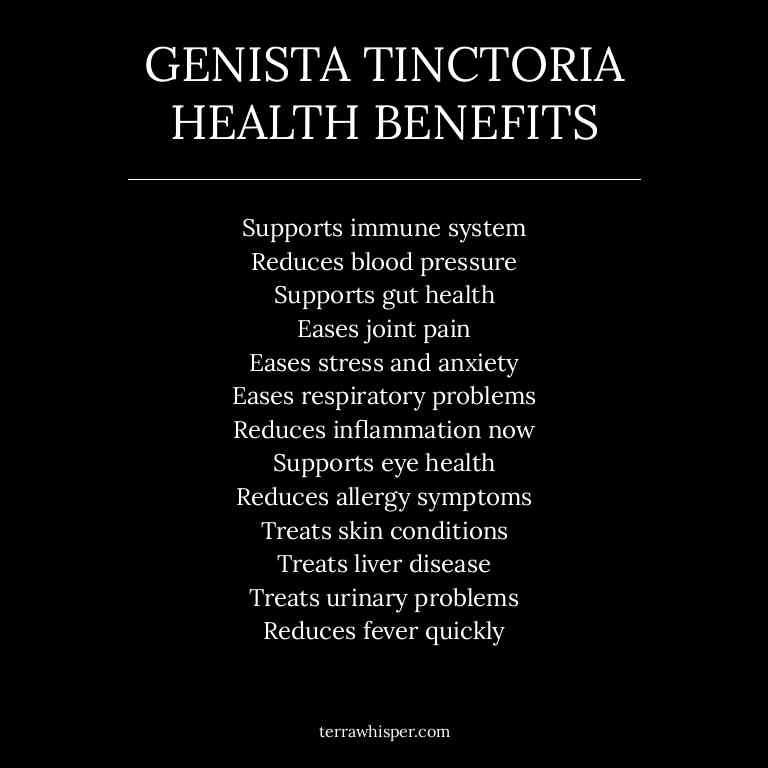 GENISTA TINCTORIA
HEALTH BENEFITS
Supports immune system
Reduces blood pressure
Supports gut health
Eases joint pain
Eases stress and anxiety
Eases respiratory problems
Reduces inflammation now
Supports eye health
Reduces allergy symptoms
Treats skin conditions
Treats liver disease
Treats urinary problems
Reduces fever quickly
terrawhisper.com